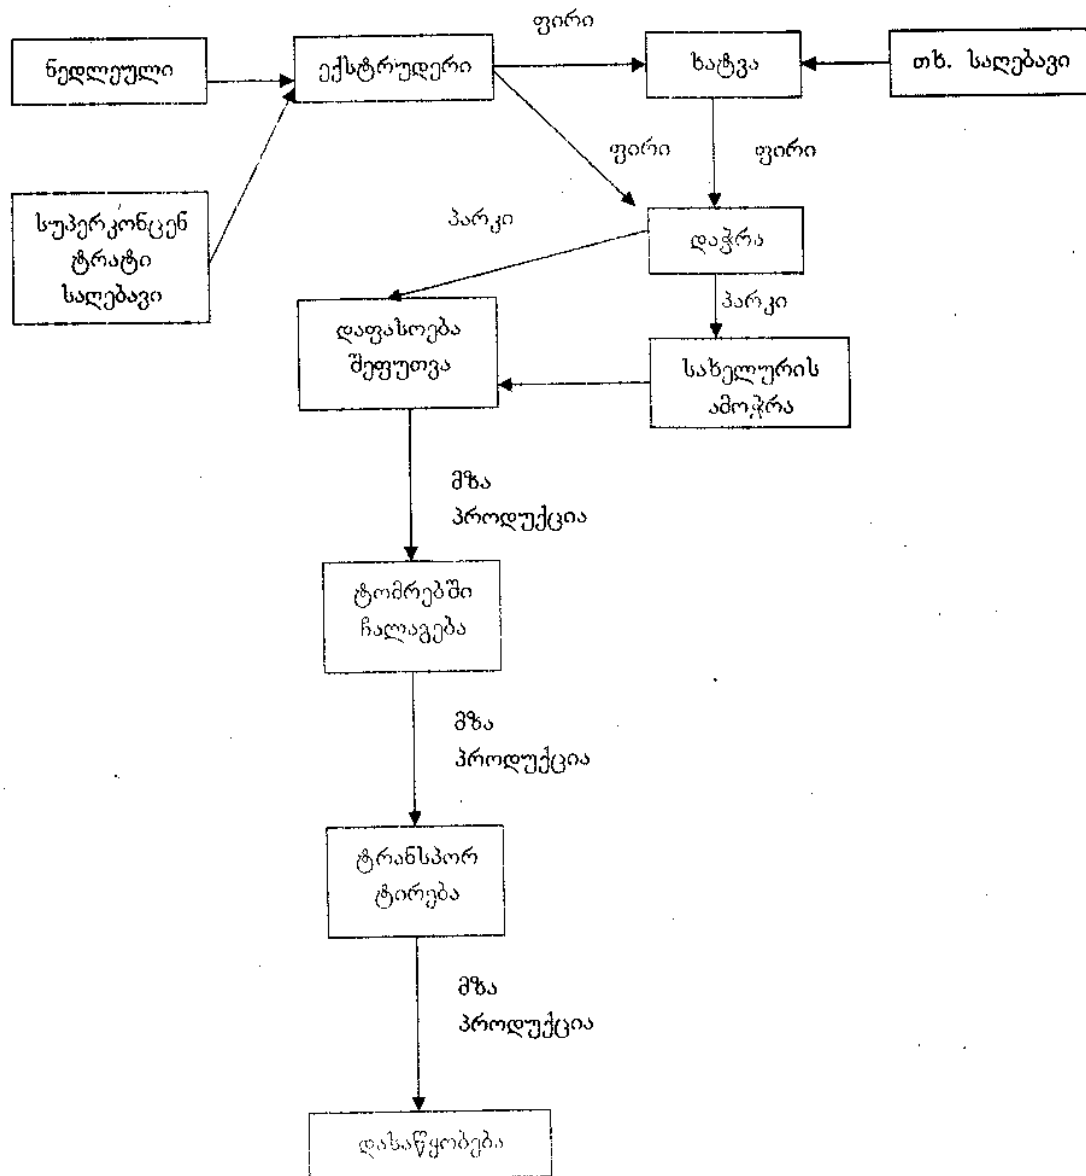 ფირი
ნედლეული
ექსტრუდერი
ხატვა
თხ. საღებავი
ფირი
ფირი
სუპერკონცენ
ტრატი
საღებავი
პარკი
დაჭრა
პარკი
დაფასოება
შეფუთვა
სახელურის
ამოჭრა
მზა
პროდუქცია
ტომრებში
ჩალაგება
მზა
პროდუქცია
ტრანსპორ
ტირება
მზა
პროდუქცია
დასაწყობება